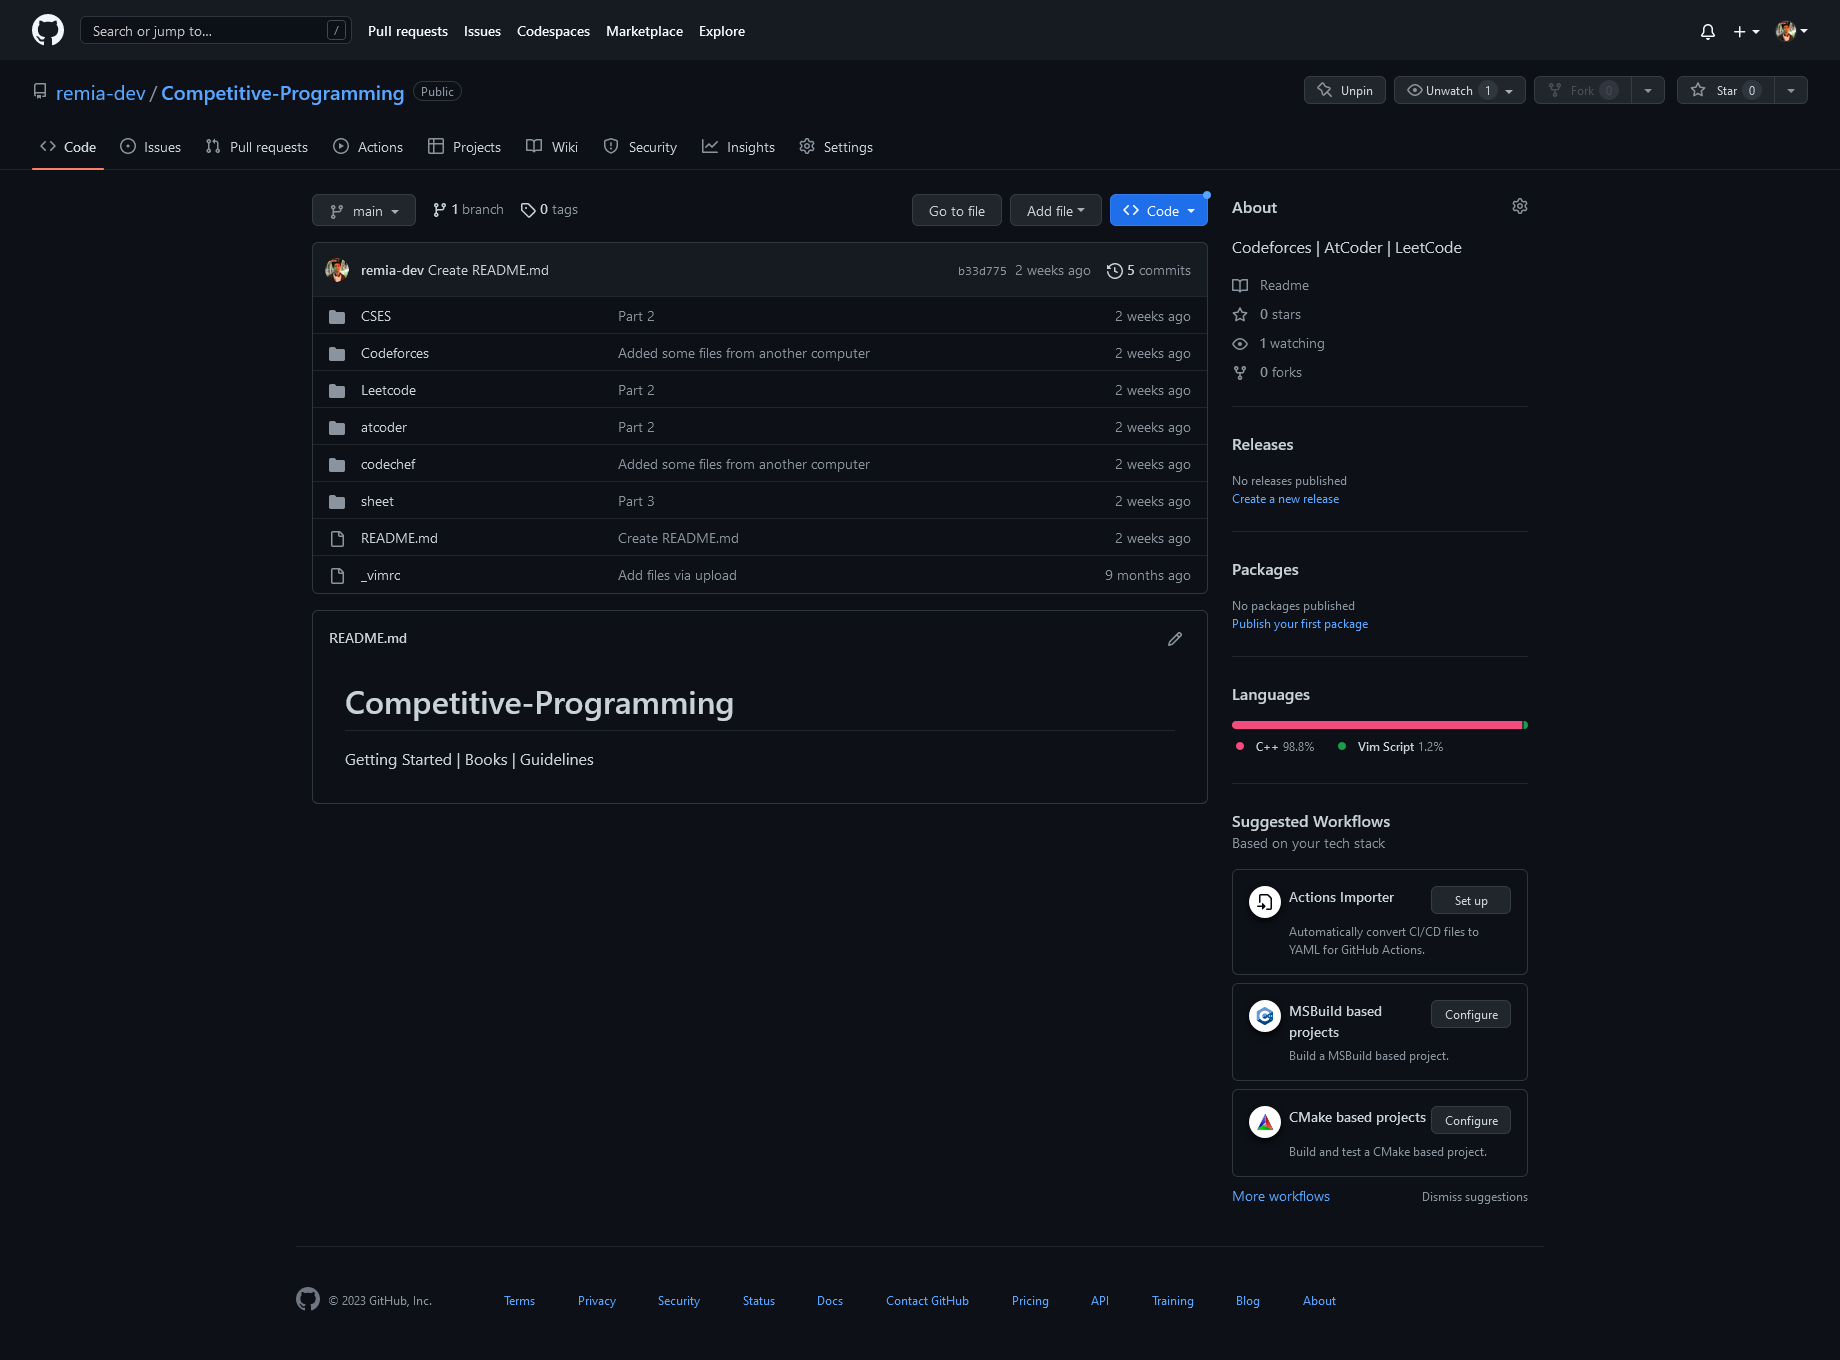 Search or jump to... /
Pull requests Issues Codespaces Marketplace Explore
remia-dev / Competitive-Programming Public
Unpin Unwatch 1 Fork 0 Star 0
Code Issues Pull requests Actions Projects Wiki Security Insights Settings
main 1 branch 0 tags Go to file Add file Code
remia-dev Create README.md b33d775 2 weeks ago 5 commits
CSES Part 2 2 weeks ago
Codeforces Added some files from another computer 2 weeks ago
Leetcode Part 2 2 weeks ago
atcoder Part 2 2 weeks ago
codechef Added some files from another computer 2 weeks ago
sheet Part 3 2 weeks ago
README.md Create README.md 2 weeks ago
_vimrc Add files via upload 9 months ago
README.md
Competitive-Programming
Getting Started | Books | Guidelines
About
Codeforces | AtCoder | LeetCode
Readme
0 stars
1 watching
0 forks
Releases
No releases published
Create a new release
Packages
No packages published
Publish your first package
Languages
C++ 98.8% Vim Script 1.2%
Suggested Workflows
Based on your tech stack
Actions Importer Set up
Automatically convert CI/CD files to
YAML for GitHub Actions.
MSBuild based
projects
Configure
Build a MSBuild based project.
CMake based projects Configure
Build and test a CMake based project.
More workflows Dismiss suggestions
© 2023 GitHub, Inc. Terms Privacy Security Status Docs Contact GitHub Pricing API Training Blog About